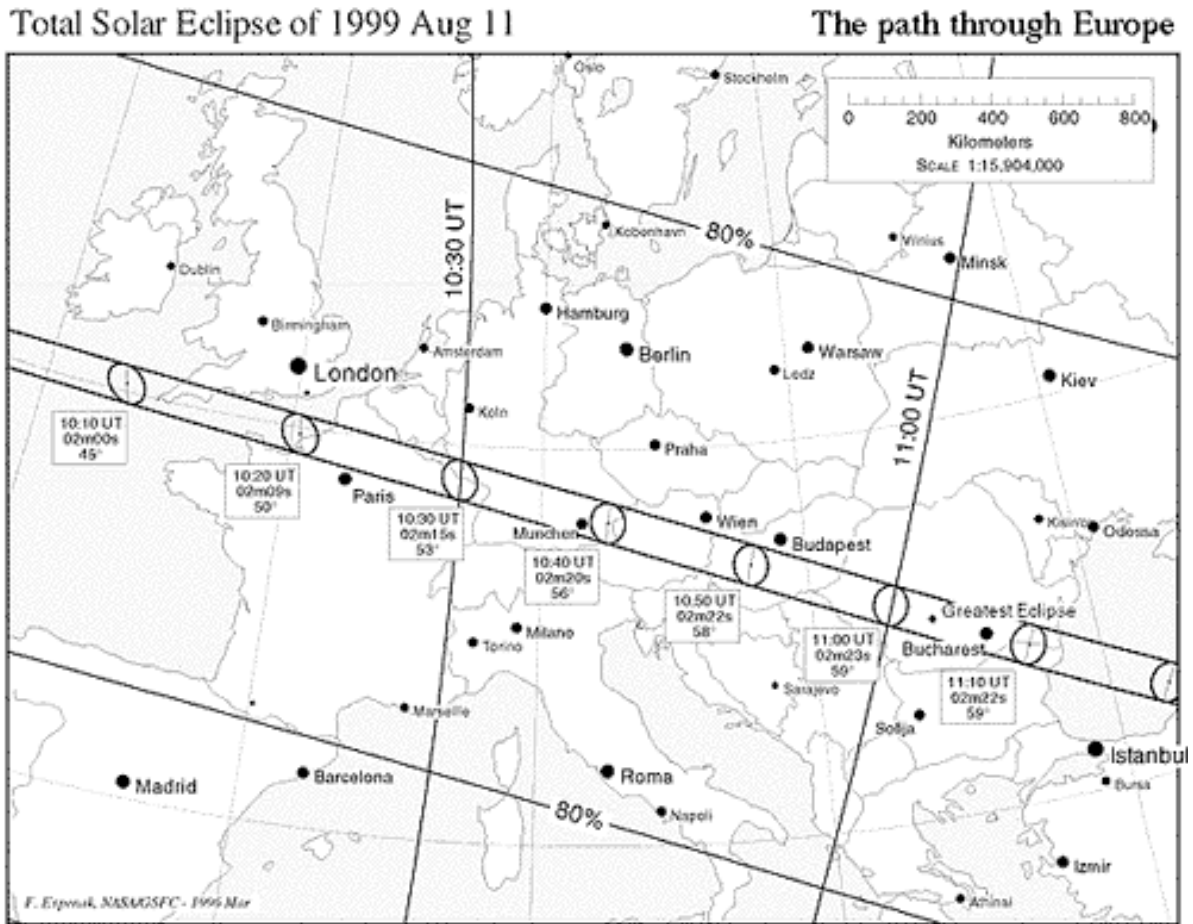 Total Solar Eclipse of 1999 Aug 11
The path through Europe
Oslo
Stockholm
0 200 400 600 800
Kilometers
SCALE 1:15,904,000
10:30 UT
80%
Kobenhavn
Vilnius
Minsk
Dublin
Birmingham
Hamburg
London
Amsterdam
Berlin
Warsaw
Lodz
Kiev
11:00 UT
Köln
Praha
10:10 UT
02m00s
45°
10:20 UT
02m09s
50°
Paris
10:30 UT
02m15s
53°
Munchen
Wien
Budapest
Odessa
10:40 UT
02m20s
56°
10:50 UT
02m22s
58°
Greatest Eclipse
Bucharest
11:00 UT
02m23s
59°
11:10 UT
02m22s
59°
Milano
Torino
Sarajevo
Marseille
Sofija
Istanbul
Madrid
Barcelona
Roma
Bursa
80%
Napoli
Izmir
Athinai
F. Espenak, NASA/GSFC - 1996 Mar